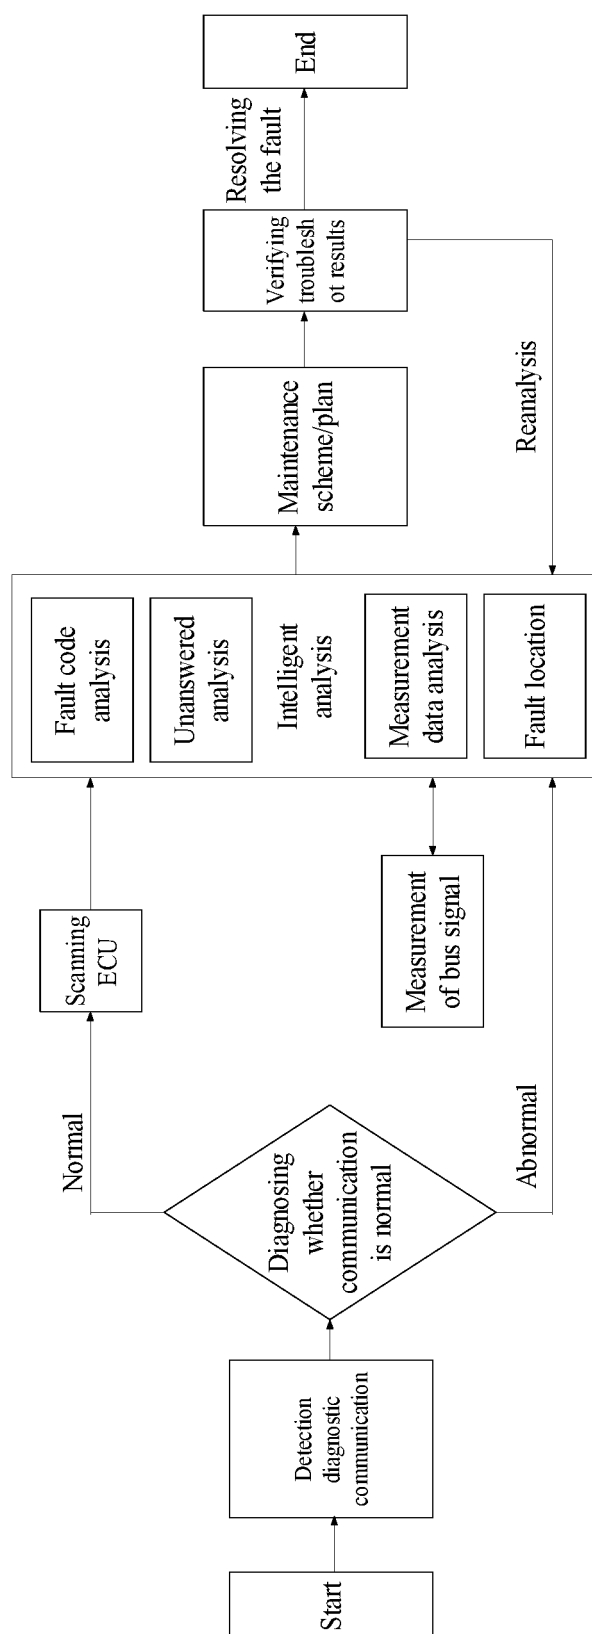 Start
Detection
diagnostic
communication
Diagnosing
whether
communication
is normal
Normal
Abnormal
Scanning
ECU
Measurement
of bus signal
Fault code
analysis
Unanswered
analysis
Intelligent
analysis
Measurement
data analysis
Fault location
Maintenance
scheme/plan
Verifying
troublesh
ot results
Reanalysis
Resolving
the fault
End